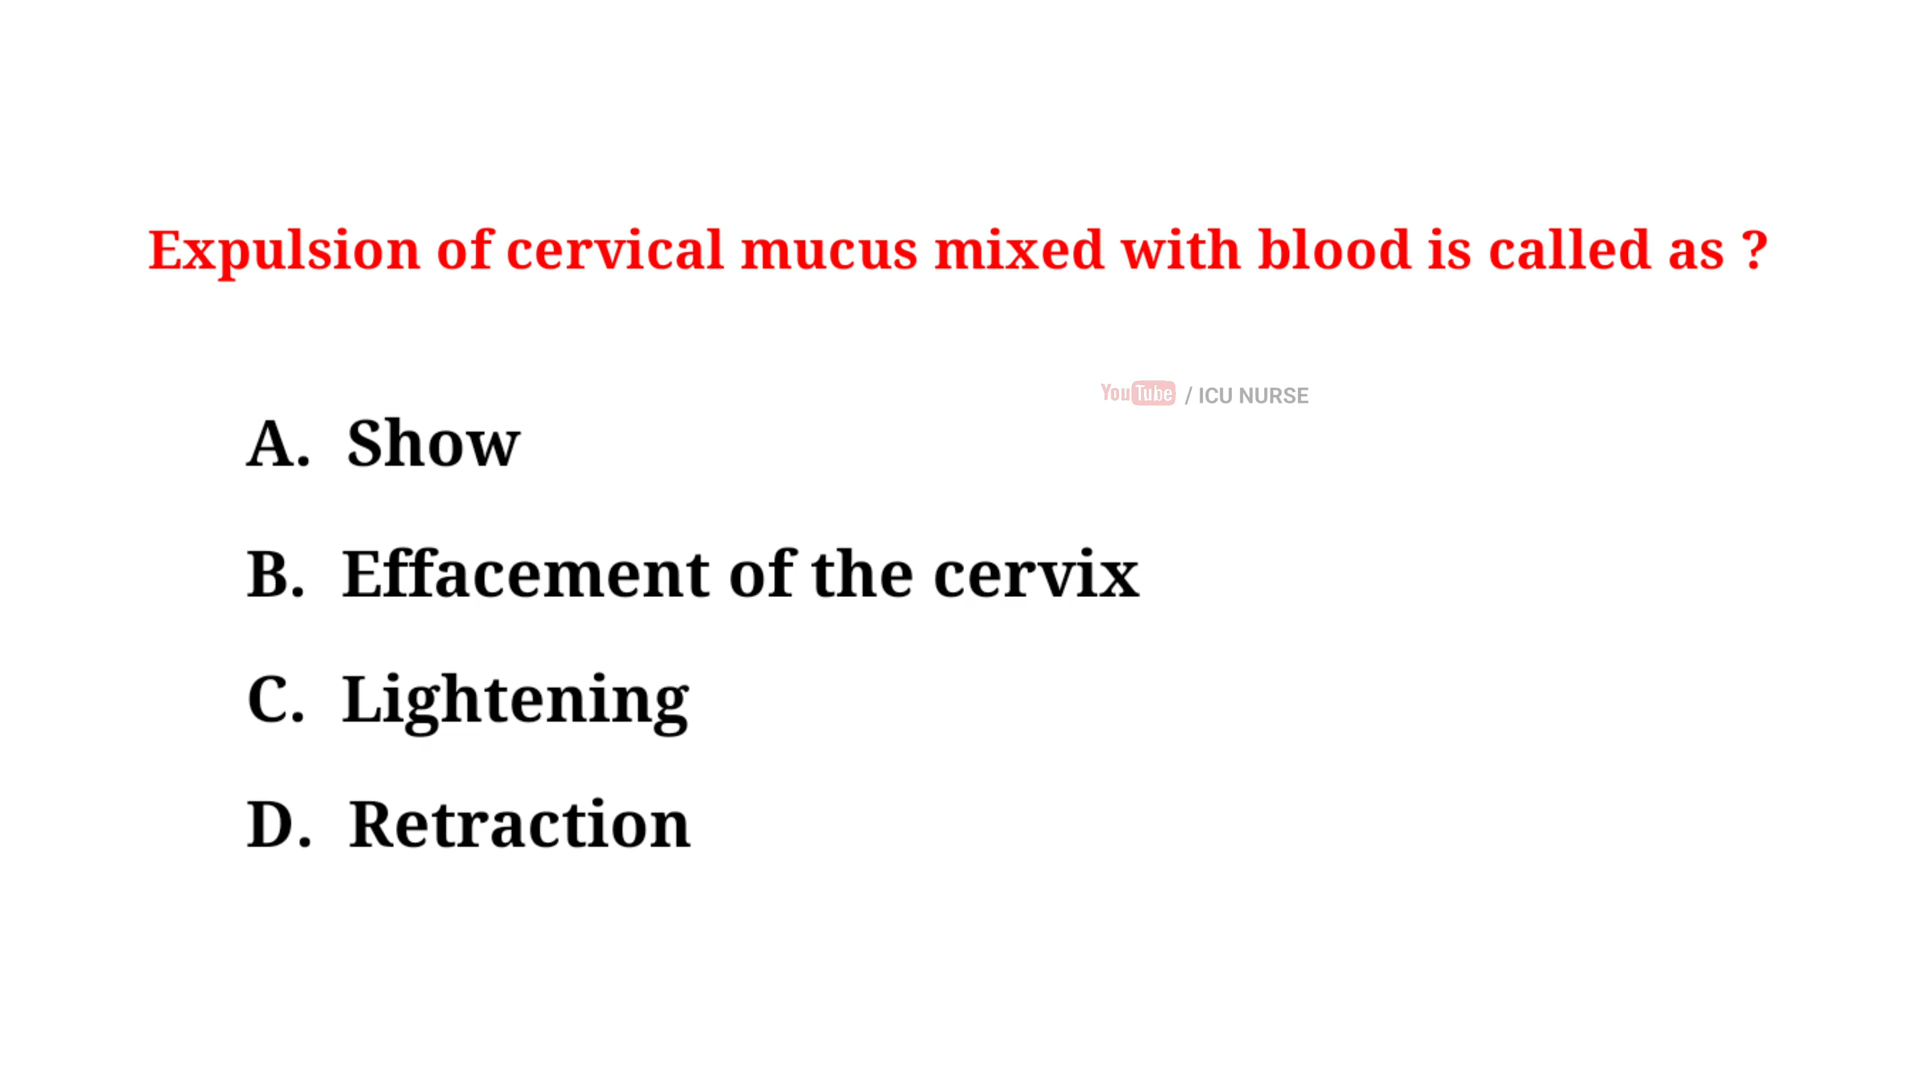 Expulsion of cervical mucus mixed with blood is called as ?
YouTube / ICU NURSE
A. Show
B. Effacement of the cervix
C. Lightening
D. Retraction